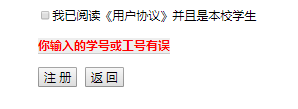 我已阅读《用户协议》并且是本校学生
你输入的学号或工号有误
注 册 返 回